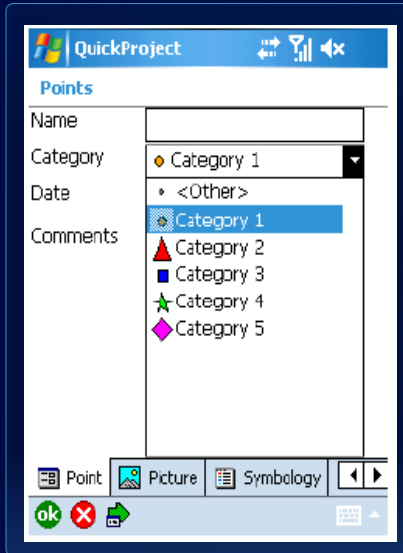 QuickProject
Points
Name
Category
Category 1
Date
<Other>
Category 1
Comments
Category 2
Category 3
Category 4
Category 5
Point
Picture
Symbology
ok